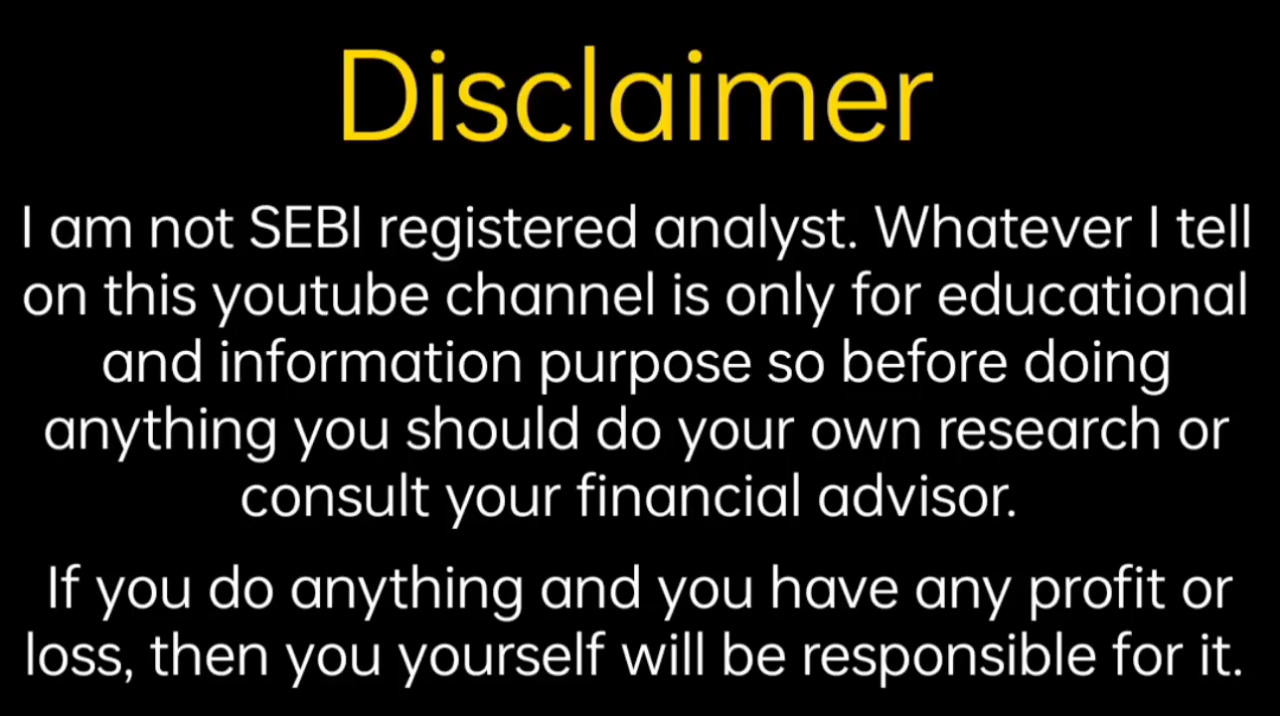 Disclaimer
I am not SEBI registered analyst. Whatever I tell
on this youtube channel is only for educational
and information purpose so before doing
anything you should do your own research or
consult your financial advisor.
If you do anything and you have any profit or
loss, then you yourself will be responsible for it.